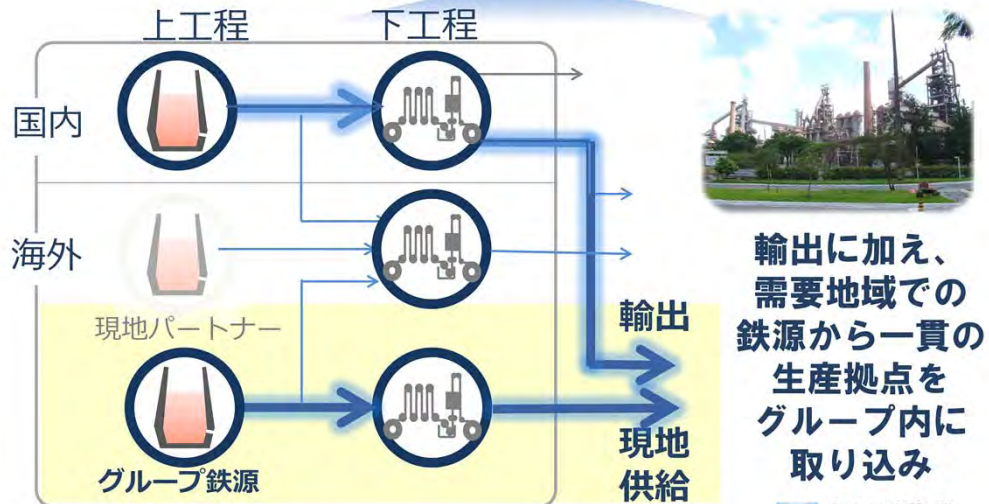 上工程
下工程
国内
海外
現地パートナー
グループ鉄源
輸出
現地
供給
輸出に加え、
需要地域での
鉄源から一貫の
生産拠点を
グループ内に
取り込み